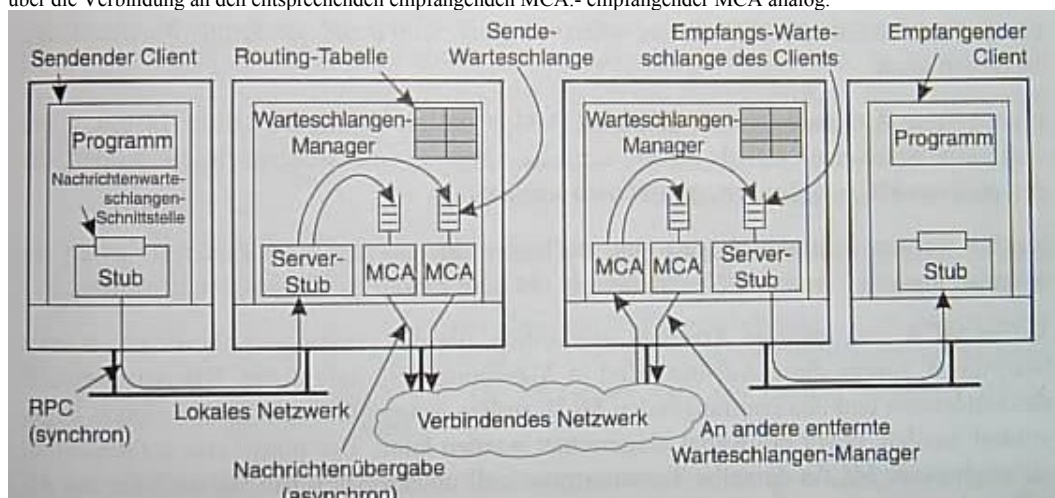 über die Verbindung an den entsprechenden empfangenden MCA.- empfangender MCA analog.
Sendender Client
Routing-Tabelle
Sende-
Warteschlange
Empfangs-Warte-
schlange des Clients
Empfangender
Client
Programm
Nachrichtenwarte-
schlangen-
Schnittstelle
Stub
Warteschlangen-
Manager
Server-
Stub
MCA
MCA
Warteschlangen-
Manager
MCA
MCA
Server-
Stub
Programm
Stub
RPC
(synchron)
Lokales Netzwerk
Verbindendes Netzwerk
Nachrichtenübergabe
(asynchron)
An andere entfernte
Warteschlangen-Manager